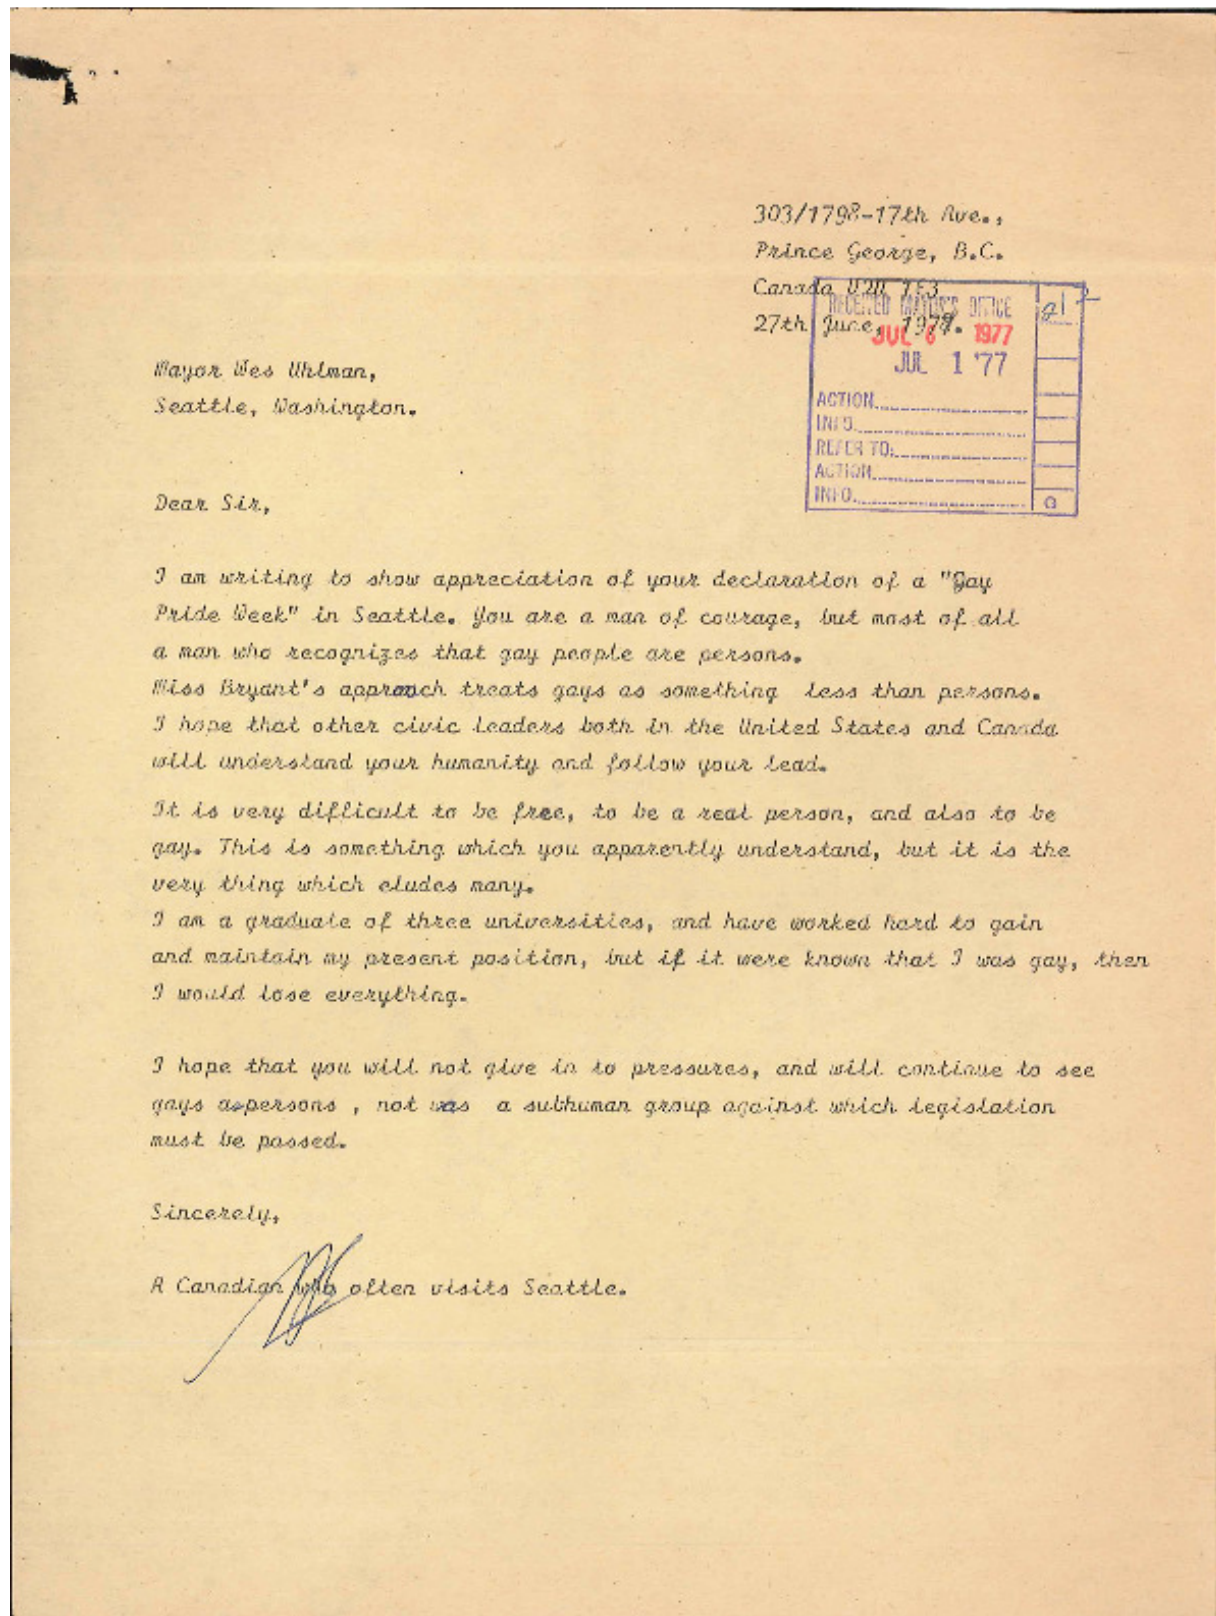 303/1798-17th Ave.,
Prince George, B.C.
Canada
27th June, 1977.
RECEIVED MAYOR'S OFFICE
JUL 6 1977
JUL 1 '77
ACTION
INFO.
REFER TO:
ACTION
INFO.
Mayor Wes Uhlman,
Seattle, Washington.
Dear Sir,
I am writing to show appreciation of your declaration of a "Gay
Pride Week" in Seattle. You are a man of courage, but most of all
a man who recognizes that gay people are persons.
Miss Bryant's approach treats gays as something less than persons.
I hope that other civic leaders both in the United States and Canada
will understand your humanity and follow your lead.
It is very difficult to be free, to be a real person, and also to be
gay. This is something which you apparently understand, but it is the
very thing which eludes many.
I am a graduate of three universities, and have worked hard to gain
and maintain my present position, but if it were known that I was gay, then
I would lose everything.
I hope that you will not give in to pressures, and will continue to see
gays as persons , not as a subhuman group against which legislation
must be passed.
Sincerely,
A Canadian who often visits Seattle.